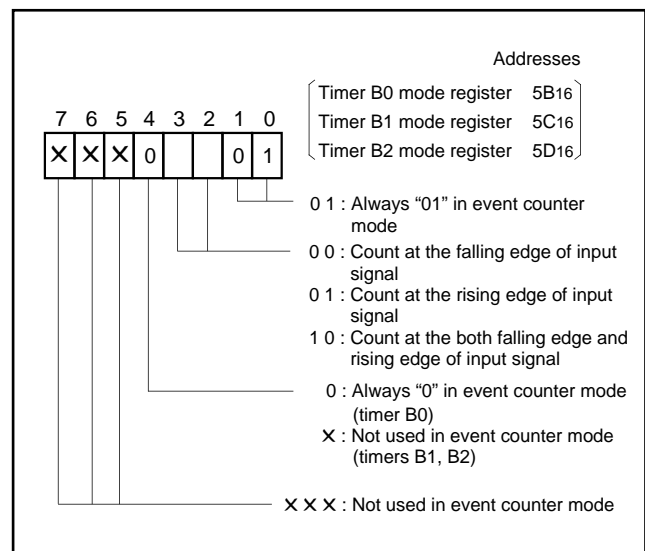 Addresses
Timer B0 mode register 5B16
Timer B1 mode register 5C16
Timer B2 mode register 5D16
7 6 5 4 3 2 1 0
× × × 0 0 1
0 1 : Always “01” in event counter
mode
0 0 : Count at the falling edge of input
signal
0 1 : Count at the rising edge of input
signal
1 0 : Count at the both falling edge and
rising edge of input signal
0 : Always “0” in event counter mode
(timer B0)
× : Not used in event counter mode
(timers B1, B2)
× × × : Not used in event counter mode